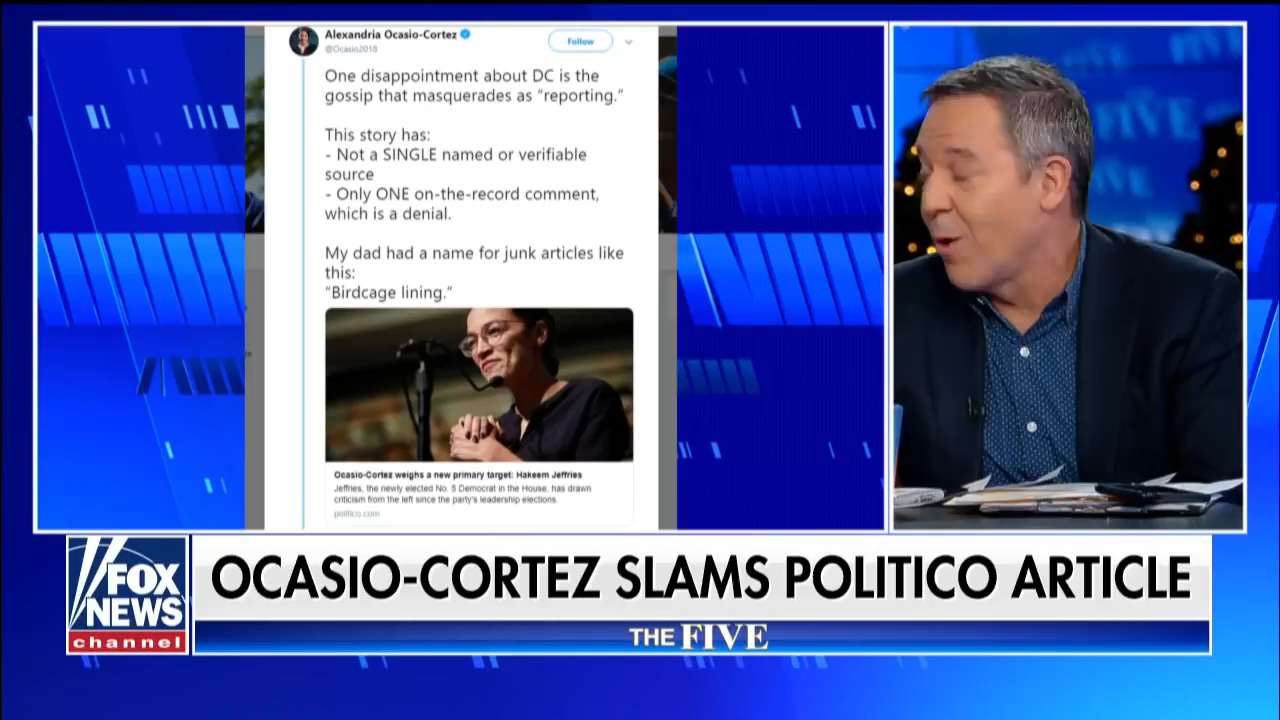 Alexandria Ocasio-Cortez
@Ocasio2018
Follow
One disappointment about DC is the
gossip that masquerades as “reporting.”
This story has:
- Not a SINGLE named or verifiable
source
- Only ONE on-the-record comment,
which is a denial.
My dad had a name for junk articles like
this:
“Birdcage lining.”
Ocasio-Cortez weighs a new primary target: Hakeem Jeffries
Jeffries, the newly elected No. 5 Democrat in the House, has drawn
criticism from the left since the party's leadership elections.
politico.com
FIVE
FOX
NEWS
channel
OCASIO-CORTEZ SLAMS POLITICO ARTICLE
THE FIVE